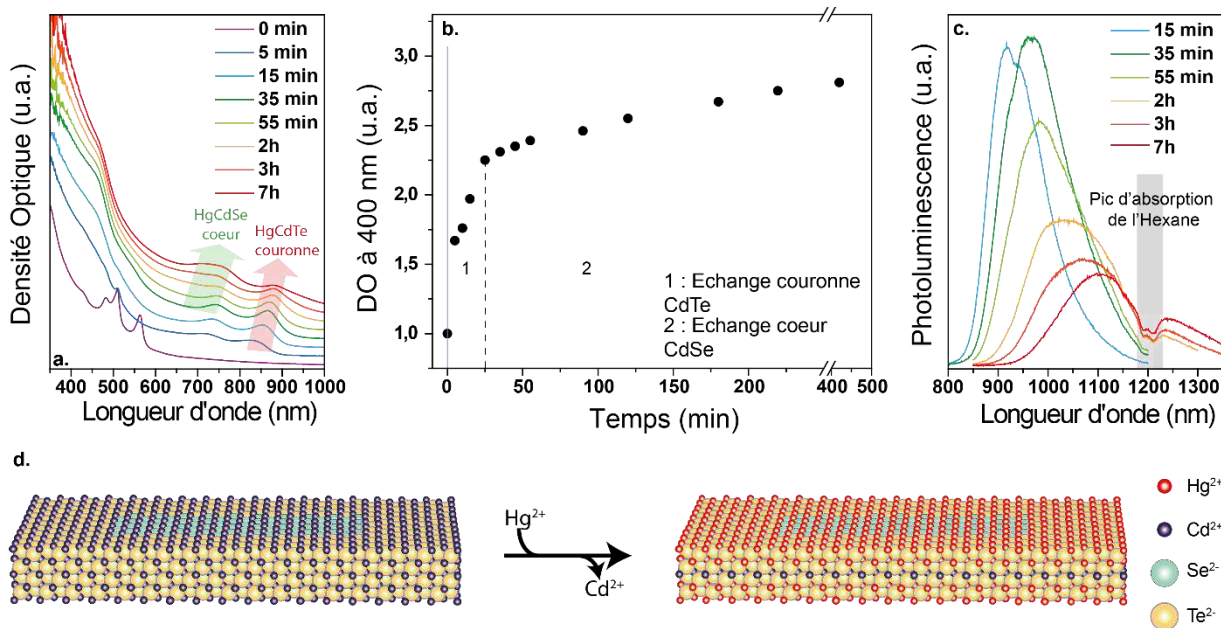 a.
Densité Optique (u.a.)
0 min
5 min
15 min
35 min
55 min
2h
3h
7h
HgCdSe
coeur
HgCdTe
couronne
400
500
600
700
800
900
1000
Longueur d'onde (nm)
b.
DO à 400 nm (u.a.)
3,0
2,5
2,0
1,5
1,0
1
2
1 : Echange couronne
CdTe
2 : Echange coeur
CdSe
0
50
100
150
200
400
500
Temps (min)
c.
Photoluminescence (u.a.)
15 min
35 min
55 min
2h
3h
7h
Pic d'absorption
de l'Hexane
800
900
1000
1100
1200
1300
Longueur d'onde (nm)
d.
Hg2+
Cd2+
Hg2+
Cd2+
Se2-
Te2-